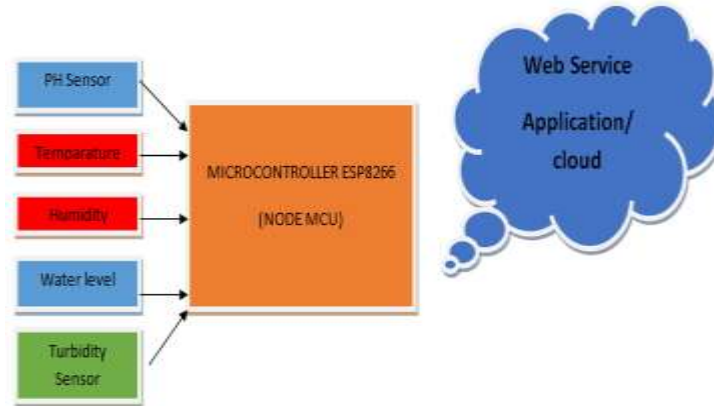 PH Sensor
Temparature
Humidity
Water level
Turbidity
Sensor
MICROCONTROLLER ESP8266
(NODE MCU)
Web Service
Application/
cloud